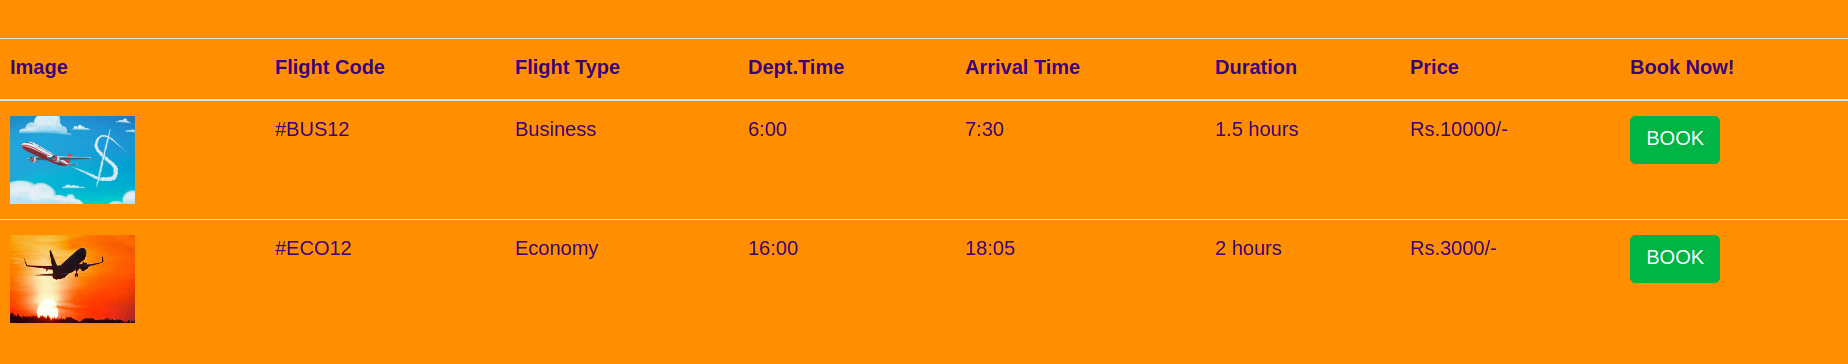 Image Flight Code Flight Type Dept.Time Arrival Time Duration Price Book Now!
#BUS12 Business 6:00 7:30 1.5 hours Rs.10000/- BOOK
#ECO12 Economy 16:00 18:05 2 hours Rs.3000/- BOOK